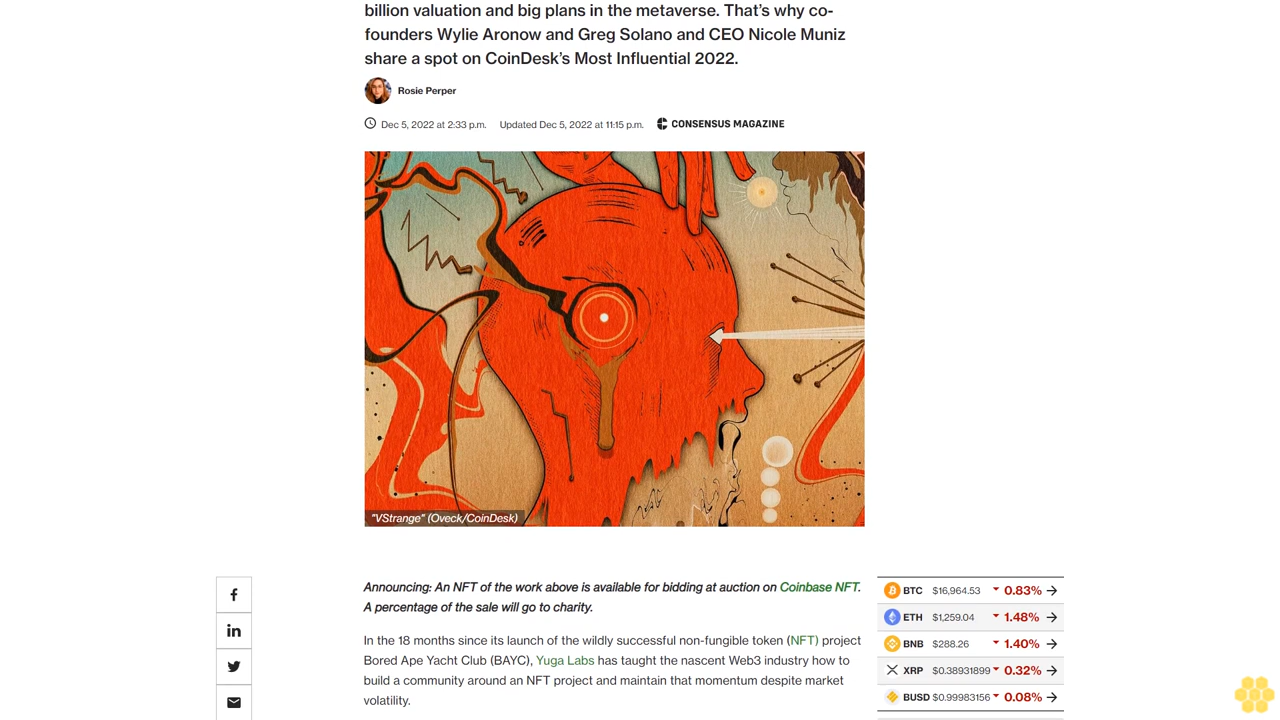 billion valuation and big plans in the metaverse. That’s why co-
founders Wylie Aronow and Greg Solano and CEO Nicole Muniz
share a spot on CoinDesk’s Most Influential 2022.
Rosie Perper
Dec 5, 2022 at 2:33 p.m. Updated Dec 5, 2022 at 11:15 p.m. CONSENSUS MAGAZINE
“VStrange” (Oveck/CoinDesk)
Announcing: An NFT of the work above is available for bidding at auction on Coinbase NFT.
A percentage of the sale will go to charity.
In the 18 months since its launch of the wildly successful non-fungible token (NFT) project
Bored Ape Yacht Club (BAYC), Yuga Labs has taught the nascent Web3 industry how to
build a community around an NFT project and maintain that momentum despite market
volatility.
BTC $16,964.53 0.83%
ETH $1,259.04 1.48%
BNB $288.26 1.40%
XRP $0.38931899 0.32%
BUSD $0.99983156 0.08%